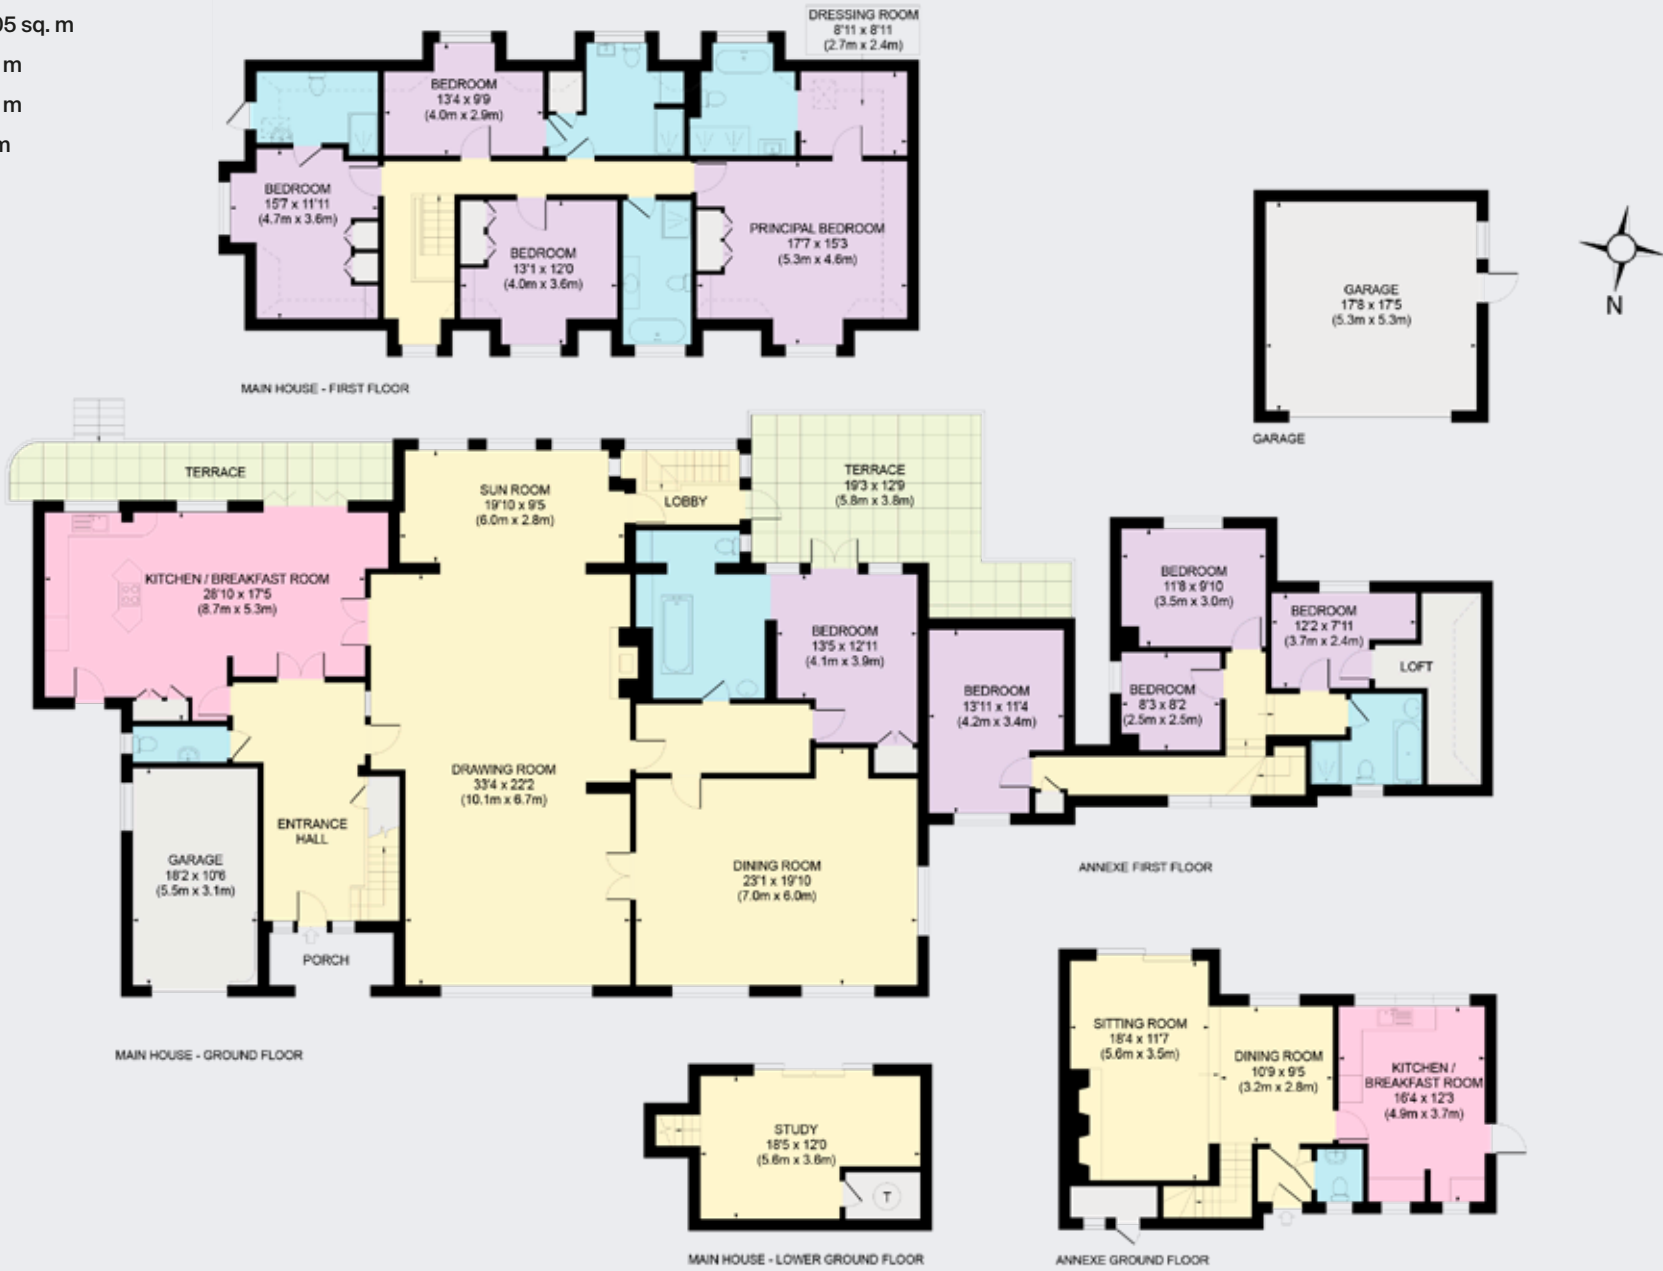 05 sq. m
m
m
m
DRESSING ROOM
8'11 x 8'11
(2.7m x 2.4m)
BEDROOM
13'4 x 9'9
(4.0m x 2.9m)
BEDROOM
15'7 x 11'11
(4.7m x 3.6m)
BEDROOM
13'1 x 12'0
(4.0m x 3.6m)
PRINCIPAL BEDROOM
17'7 x 15'3
(5.3m x 4.6m)
MAIN HOUSE - FIRST FLOOR
GARAGE
17'8 x 17'5
(5.3m x 5.3m)
GARAGE
N
TERRACE
SUN ROOM
19'10 x 9'5
(6.0m x 2.8m)
LOBBY
TERRACE
19'3 x 12'9
(5.8m x 3.8m)
KITCHEN / BREAKFAST ROOM
28'10 x 17'5
(8.7m x 5.3m)
BEDROOM
13'5 x 12'11
(4.1m x 3.9m)
BEDROOM
13'11 x 11'4
(4.2m x 3.4m)
DRAWING ROOM
33'4 x 22'2
(10.1m x 6.7m)
ENTRANCE
HALL
GARAGE
18'2 x 10'6
(5.5m x 3.1m)
DINING ROOM
23'1 x 19'10
(7.0m x 6.0m)
PORCH
MAIN HOUSE - GROUND FLOOR
BEDROOM
11'8 x 9'10
(3.5m x 3.0m)
BEDROOM
12'2 x 7'11
(3.7m x 2.4m)
LOFT
BEDROOM
8'3 x 8'2
(2.5m x 2.5m)
ANNEXE FIRST FLOOR
STUDY
18'5 x 12'0
(5.6m x 3.6m)
T
MAIN HOUSE - LOWER GROUND FLOOR
SITTING ROOM
18'4 x 11'7
(5.6m x 3.5m)
DINING ROOM
10'9 x 9'5
(3.2m x 2.8m)
KITCHEN /
BREAKFAST ROOM
16'4 x 12'3
(4.9m x 3.7m)
ANNEXE GROUND FLOOR